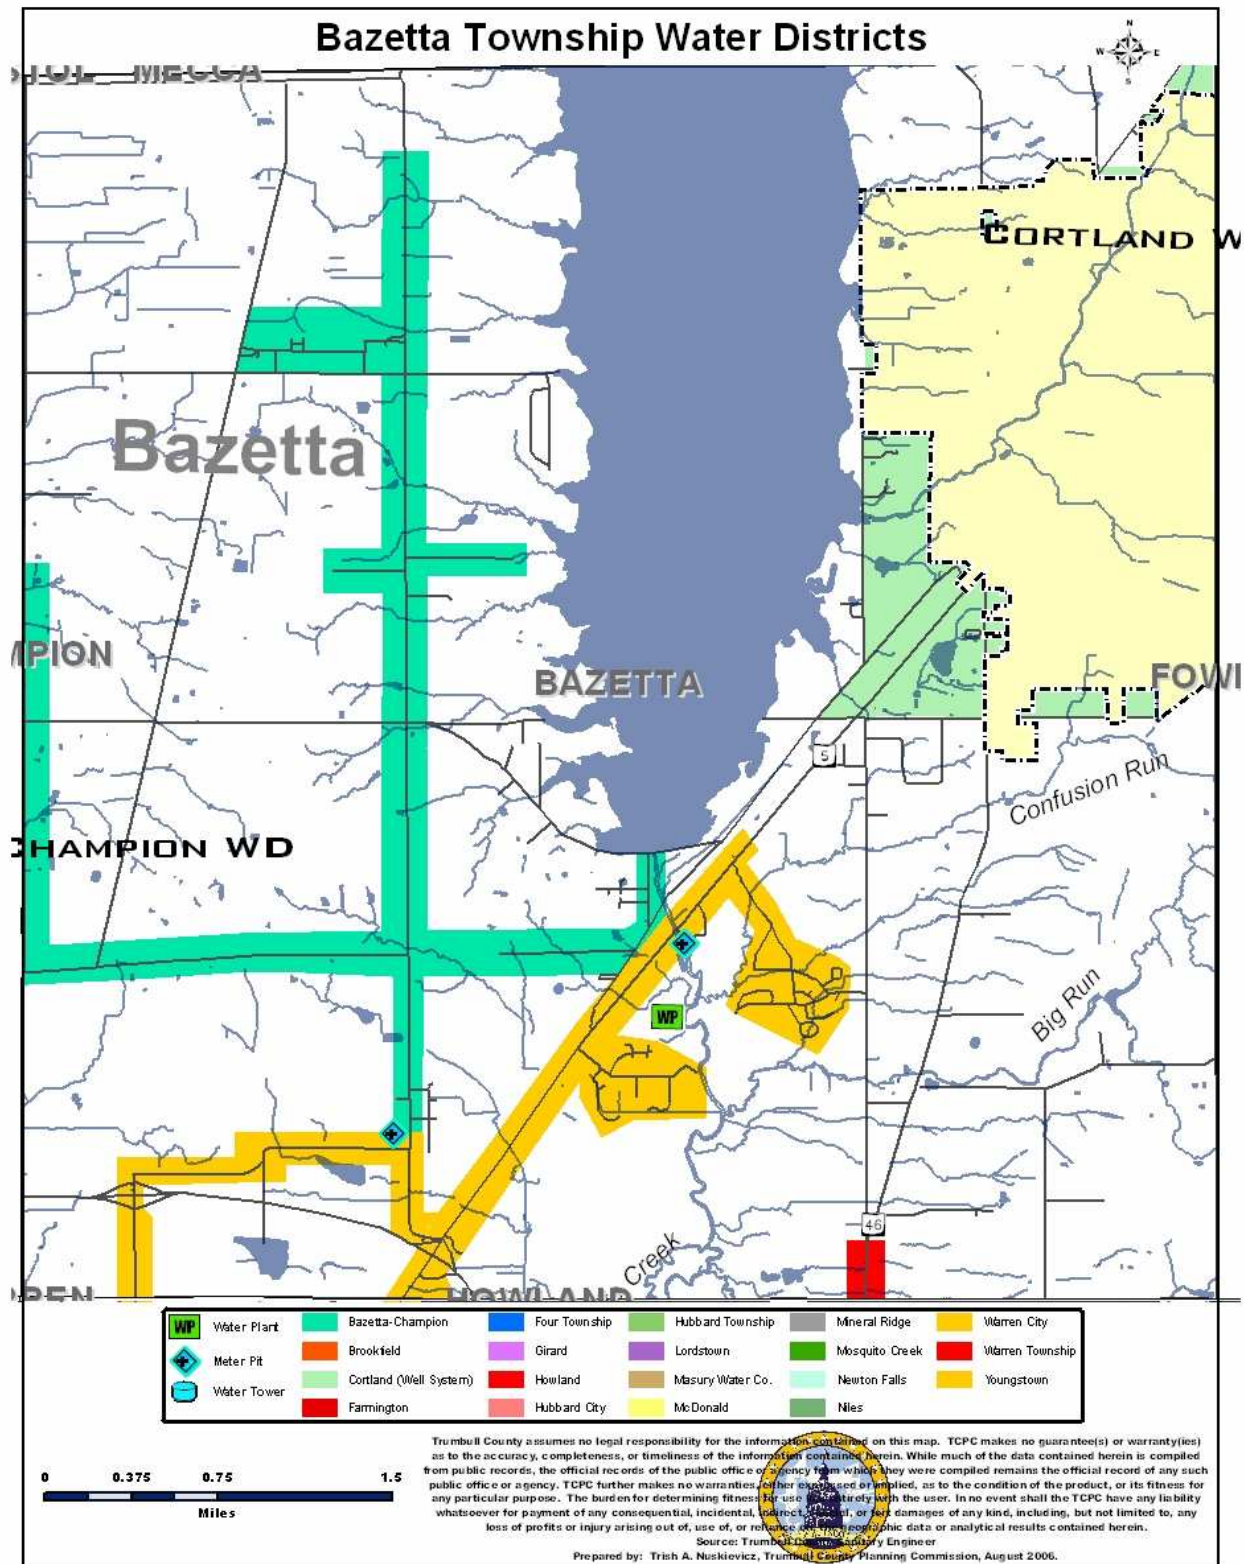 Bazetta Township Water Districts
N
W E
S
MECCA
CORTLAND W
Bazetta
BAZETTA
5
Confusion Run
CHAMPION WD
Big Run
WP
46
Creek
HOWLAND
WP Water Plant
Meter Pit
Water Tower
Bazetta-Champion
Brookfield
Cortland (Well System)
Farmington
Four Township
Girard
Howland
Hubbard City
Hubbard Township
Lordstown
Masury Water Co.
McDonald
Mineral Ridge
Mosquito Creek
Newton Falls
Niles
Warren City
Warren Township
Youngstown
0 0.375 0.75 1.5
Miles
Trumbull County assumes no legal responsibility for the information contained on this map. TCPC makes no guarantee(s) or warranty(ies)
as to the accuracy, completeness, or timeliness of the information contained herein. While much of the data contained herein is compiled
from public records, the official records of the public office or agency from which they were compiled remains the official record of any such
public office or agency. TCPC further makes no warranties, either expressed or implied, as to the condition of the product, or its fitness for
any particular purpose. The burden for determining fitness for use is entirely with the user. In no event shall the TCPC have any liability
whatsoever for payment of any consequential, incidental, indirect, or tort damages of any kind, including, but not limited to, any
loss of profits or injury arising out of, use of, or reliance on geographic data or analytical results contained herein.
Source: Trumbull County Sanitary Engineer
Prepared by: Trish A. Nuskievicz, Trumbull County Planning Commission, August 2006.